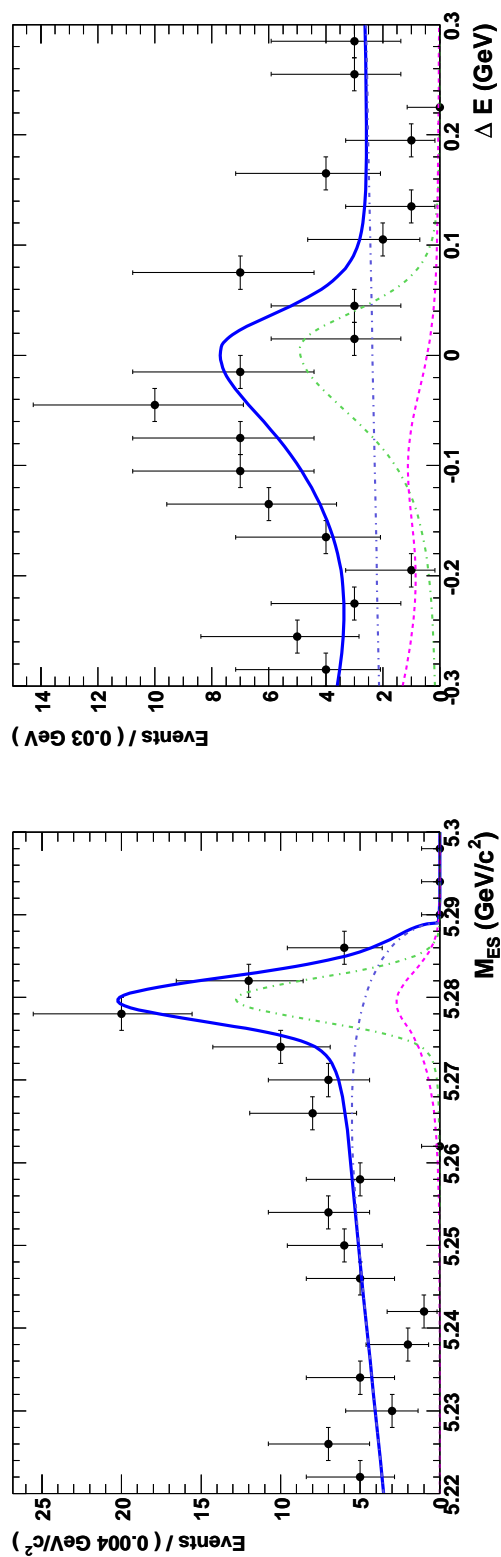 Events / ( 0.004 GeV/c² )
25
20
15
10
5
0
5.22 5.23 5.24 5.25 5.26 5.27 5.28 5.29 5.3
M_ES (GeV/c²)
Events / ( 0.03 GeV )
14
12
10
8
6
4
2
0
-0.3 -0.2 -0.1 0 0.1 0.2 0.3
Δ E (GeV)